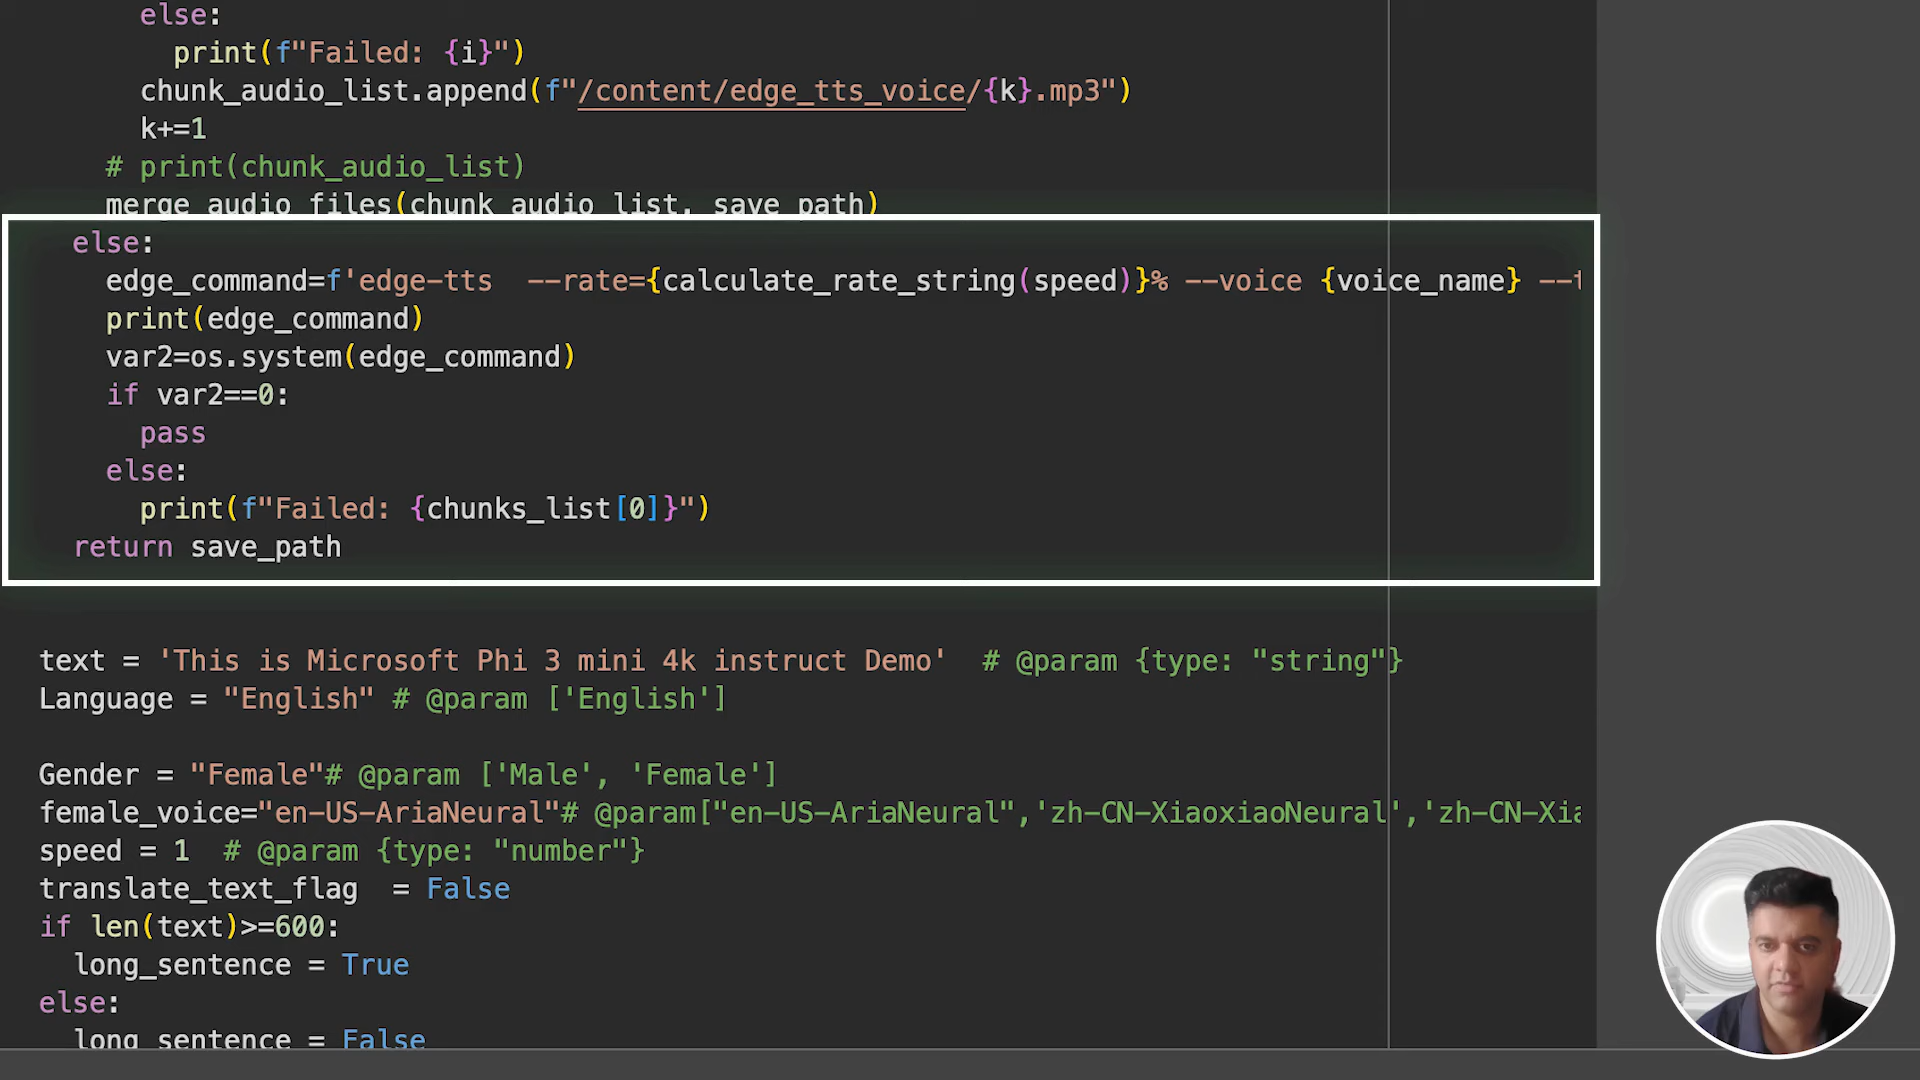 else:
print(f"Failed: {i}")
chunk_audio_list.append(f"/content/edge_tts_voice/{k}.mp3")
k+=1
# print(chunk_audio_list)
merge_audio_files(chunk_audio_list, save_path)
else:
edge_command=f'edge-tts  --rate={calculate_rate_string(speed)}% --voice {voice_name} --t
print(edge_command)
var2=os.system(edge_command)
if var2==0:
pass
else:
print(f"Failed: {chunks_list[0]}")
return save_path
text = 'This is Microsoft Phi 3 mini 4k instruct Demo'  # @param {type: "string"}
Language = "English" # @param ['English']
Gender = "Female"# @param ['Male', 'Female']
female_voice="en-US-AriaNeural"# @param["en-US-AriaNeural",'zh-CN-XiaoxiaoNeural','zh-CN-Xia
speed = 1  # @param {type: "number"}
translate_text_flag  = False
if len(text)>=600:
long_sentence = True
else:
long_sentence = False